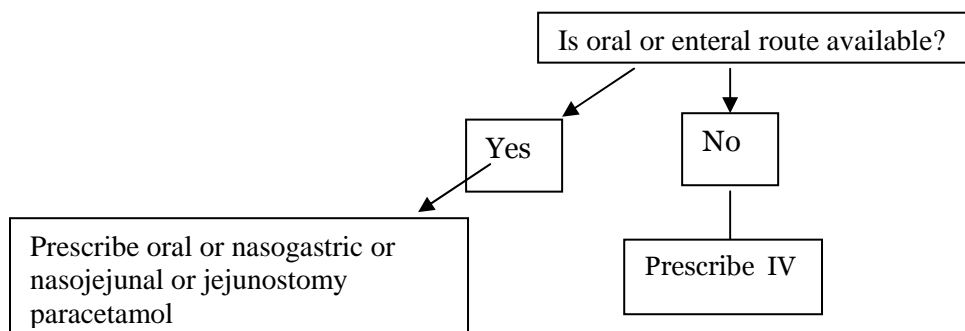 Is oral or enteral route available?
Yes
No
Prescribe oral or nasogastric or
nasojejunal or jejunostomy
paracetamol
Prescribe IV